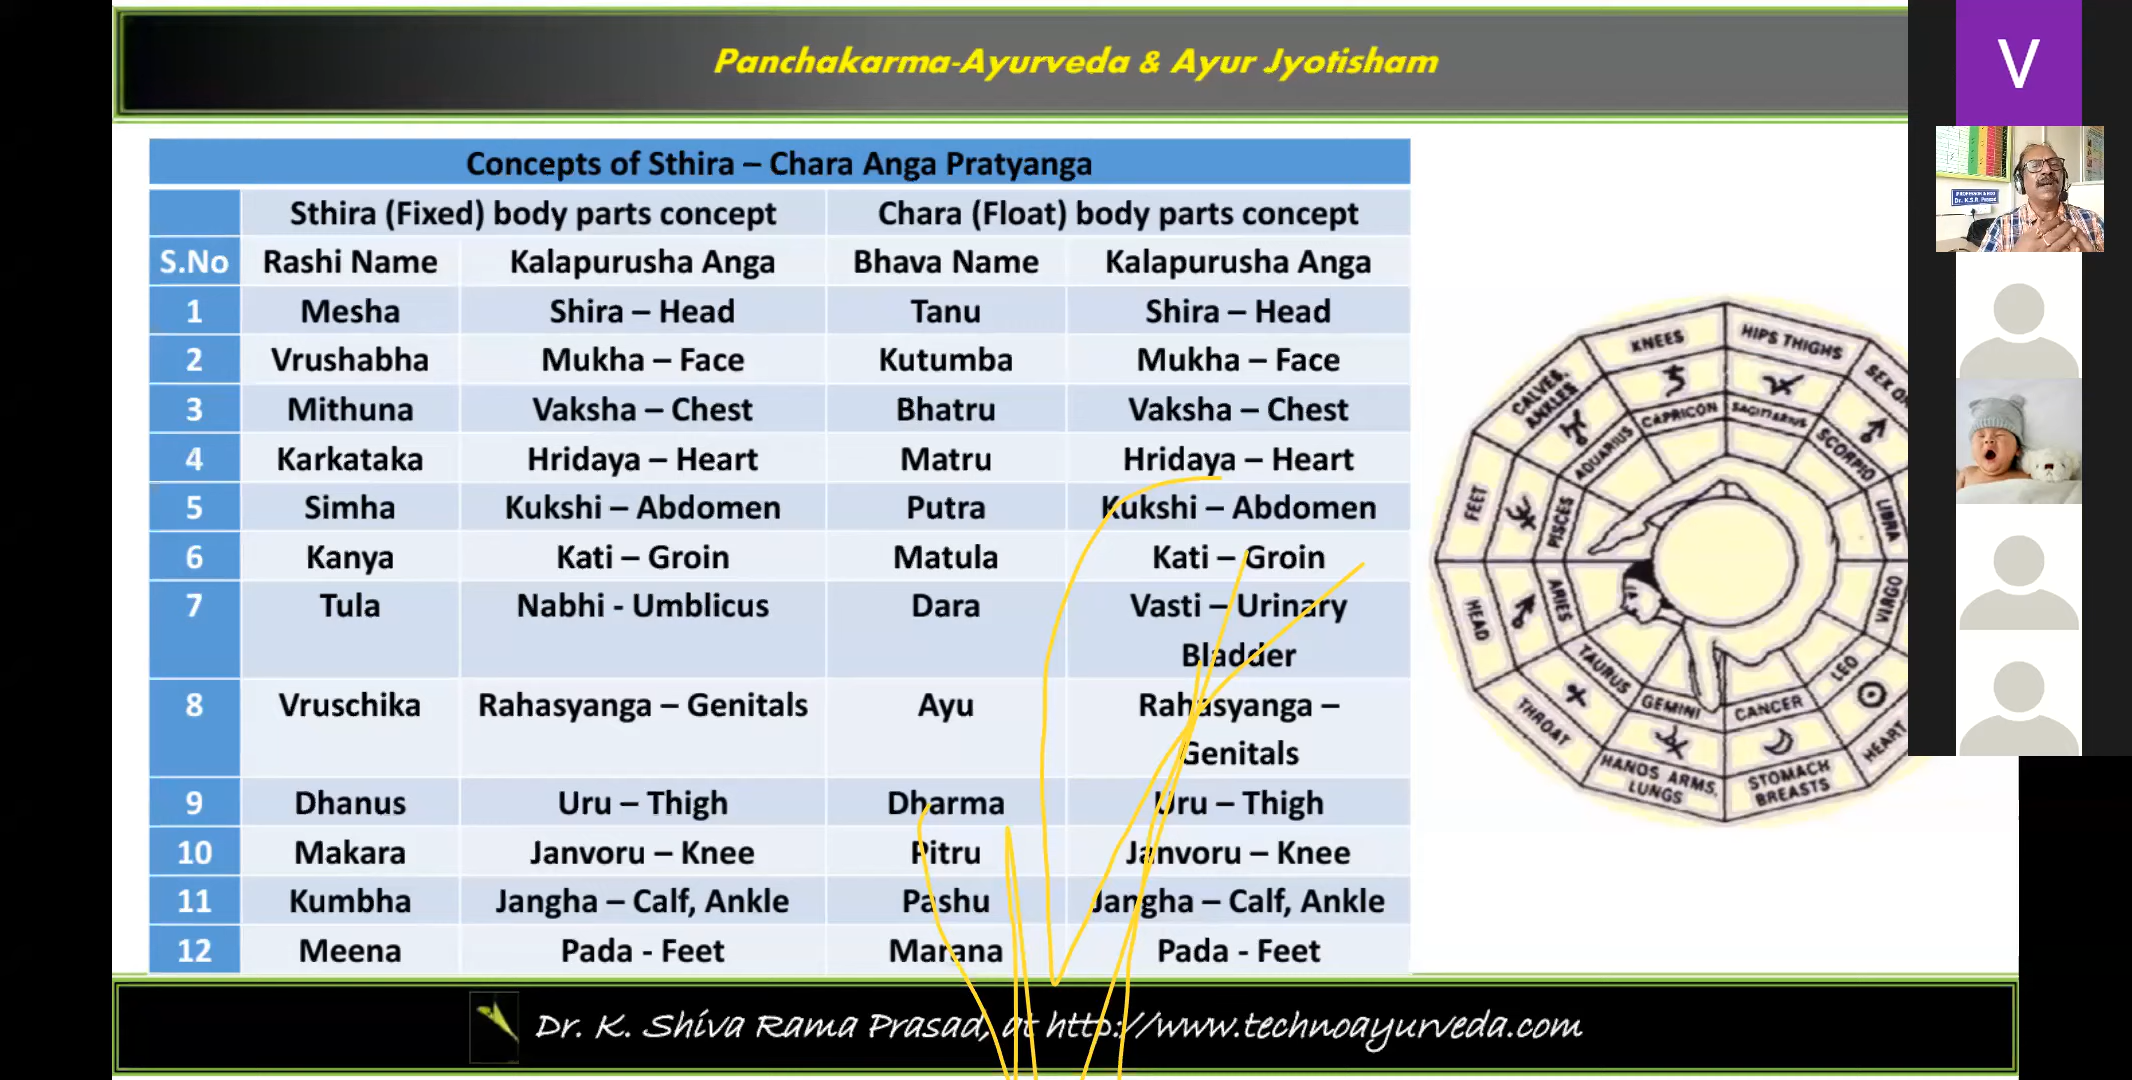 Panchakarma-Ayurveda & Ayur Jyotisham
V
PROFESSOR & HOD
Dr. K.S.R. Prasad
Concepts of Sthira – Chara Anga Pratyanga
Sthira (Fixed) body parts concept Chara (Float) body parts concept
S.No Rashi Name Kalapurusha Anga Bhava Name Kalapurusha Anga
1 Mesha Shira – Head Tanu Shira – Head
2 Vrushabha Mukha – Face Kutumba Mukha – Face
3 Mithuna Vaksha – Chest Bhatru Vaksha – Chest
4 Karkataka Hridaya – Heart Matru Hridaya – Heart
5 Simha Kukshi – Abdomen Putra Kukshi – Abdomen
6 Kanya Kati – Groin Matula Kati – Groin
7 Tula Nabhi - Umblicus Dara Vasti – Urinary
Bladder
8 Vruschika Rahasyanga – Genitals Ayu Rahasyanga –
Genitals
9 Dhanus Uru – Thigh Dharma Uru – Thigh
10 Makara Janvoru – Knee Pitru Janvoru – Knee
11 Kumbha Jangha – Calf, Ankle Pashu Jangha – Calf, Ankle
12 Meena Pada - Feet Marana Pada - Feet
KNEES
HIPS THIGHS
SEX
CALVES,
ANKLES
CAPRICON
SAGITARIUS
SCORPIO
AQUARIUS
LIBRA
FEET
PISCES
VIRGO
HEAD
ARIES
TAURUS
LEO
GEMINI
CANCER
THROAT
HEART
HANDS ARMS,
LUNGS
STOMACH
BREASTS
Dr. K. Shiva Rama Prasad, at http://www.technoayurveda.com